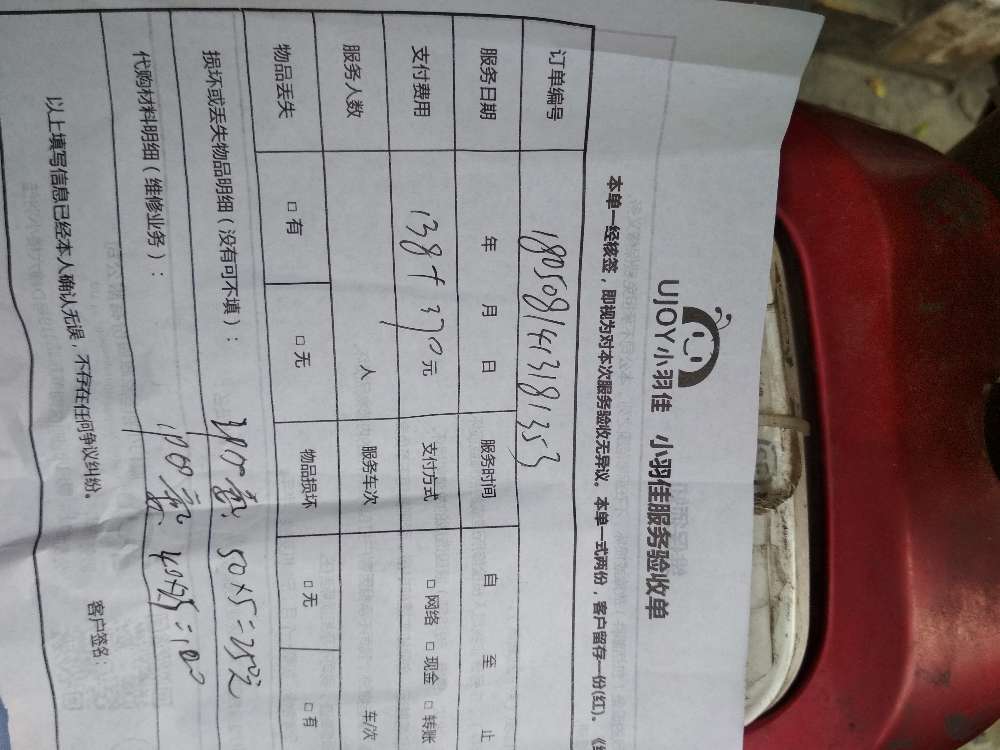 UJOY小羽佳 小羽佳服务验收单
本单一经核签，即视为对本次服务验收无异议。本单一式两份，客户留存一份(红)。
订单编号 1805081413181353
服务日期 年 月 日 服务时间 自 至 止
支付费用 138+370元 支付方式 □网络 □现金 □转账
服务人数 人 服务车次 车/次
物品丢失 □有 □无 物品损坏 □无 □有
损坏或丢失物品明细（没有可不填）：
50×5=250元
代购材料明细（维修业务）：
以上填写信息已经本人确认无误，不存在任何争议纠纷。
客户签名：